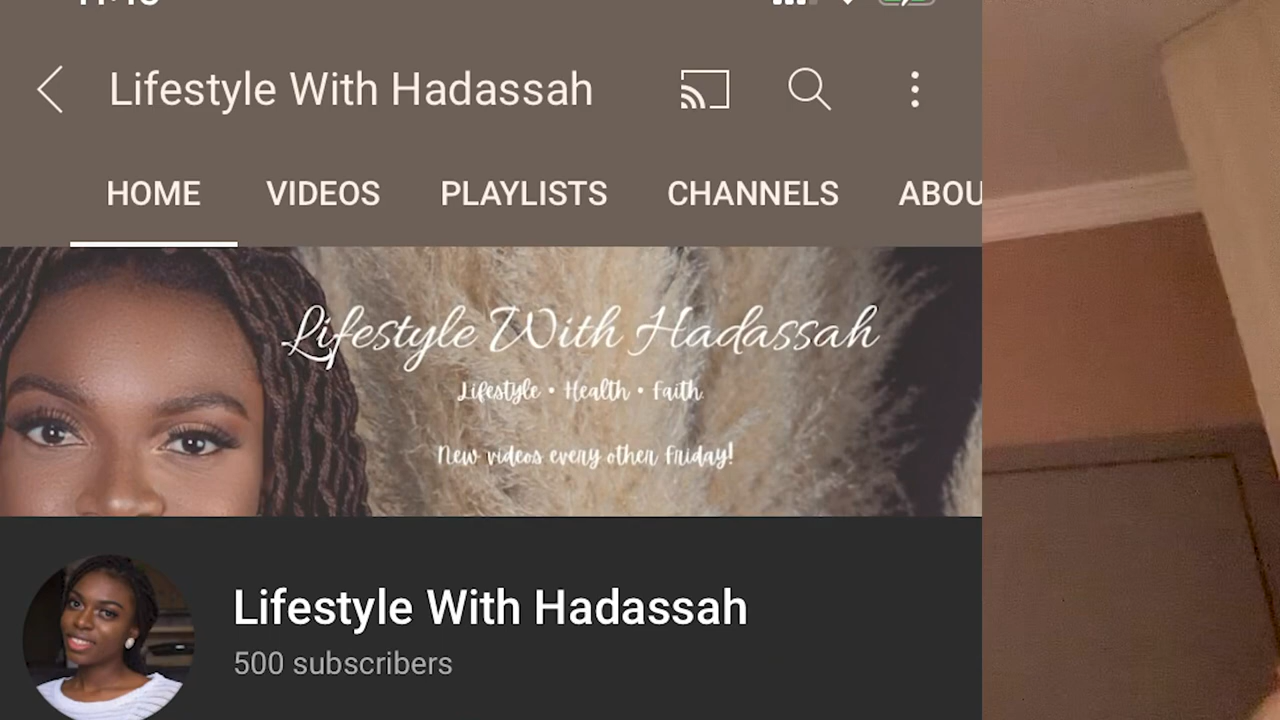 Lifestyle With Hadassah
HOME VIDEOS PLAYLISTS CHANNELS ABOU
Lifestyle With Hadassah
Lifestyle • Health • Faith
New videos every other Friday!
Lifestyle With Hadassah
500 subscribers